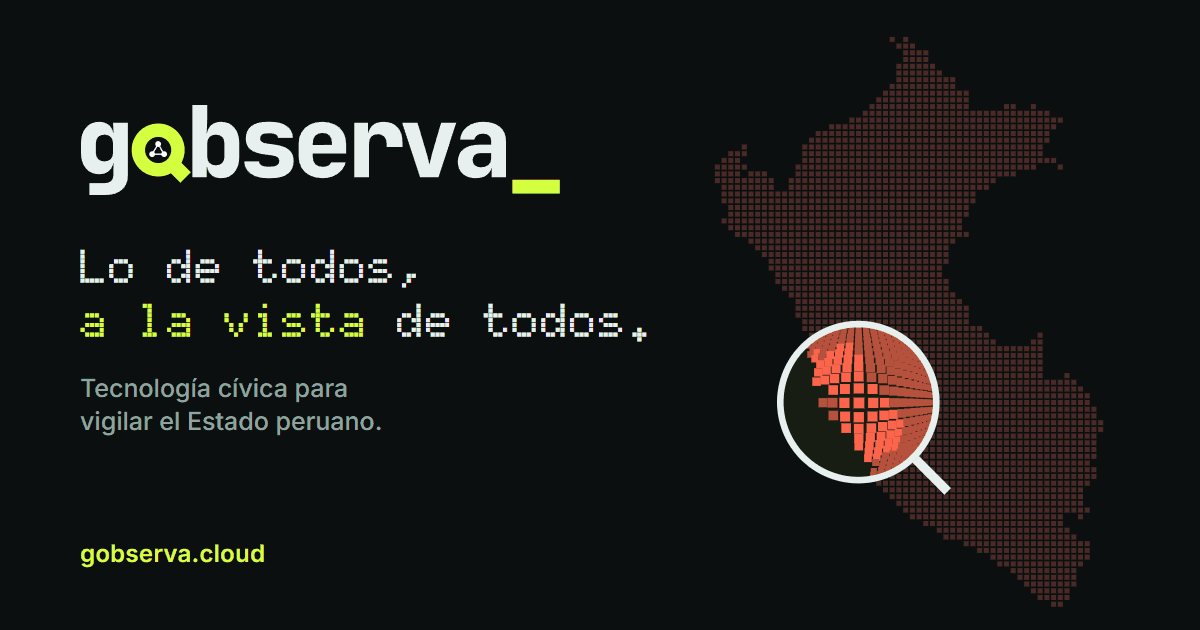 gobserva_
Lo de todos,
a la vista de todos.
Tecnología cívica para
vigilar el Estado peruano.
gobserva.cloud